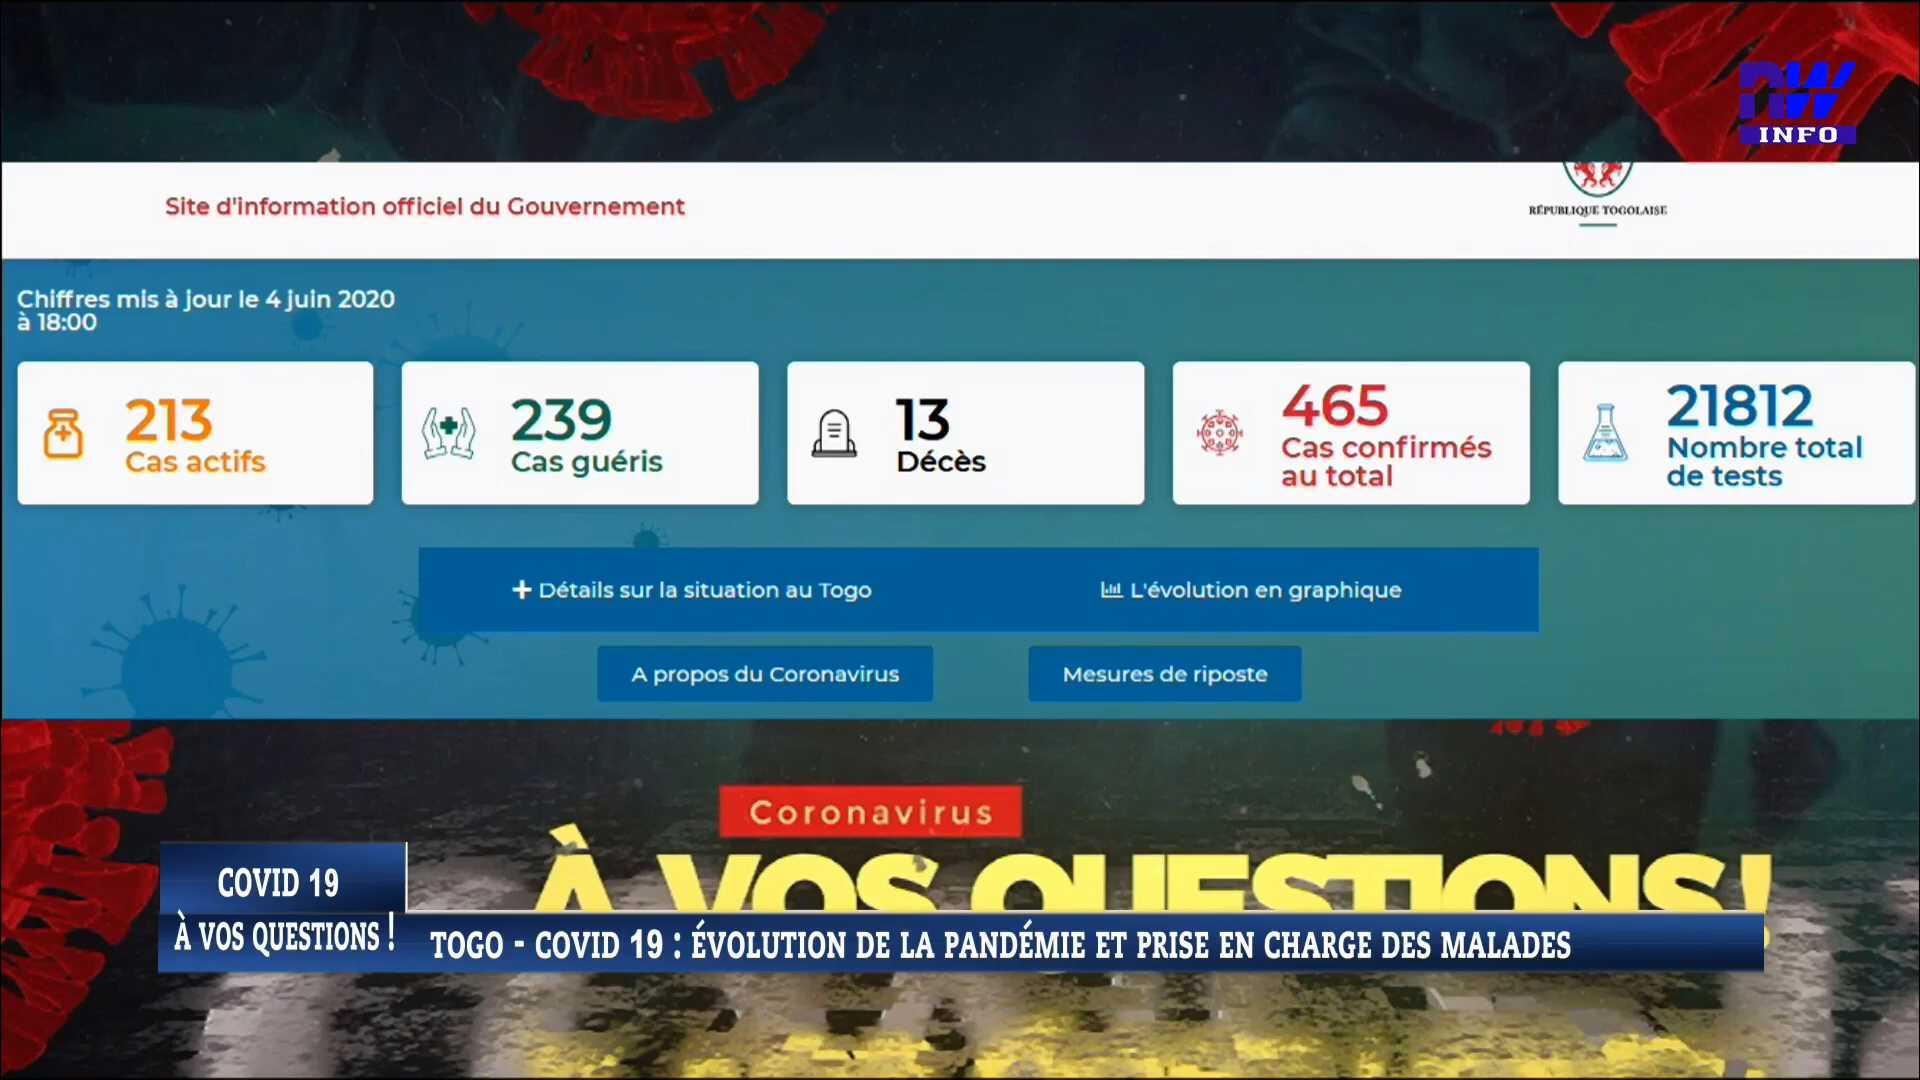 NW
INFO
Site d'information officiel du Gouvernement
RÉPUBLIQUE TOGOLAISE
Chiffres mis à jour le 4 juin 2020
à 18:00
213
Cas actifs
239
Cas guéris
13
Décès
465
Cas confirmés
au total
21812
Nombre total
de tests
Détails sur la situation au Togo
L'évolution en graphique
A propos du Coronavirus
Mesures de riposte
Coronavirus
À VOS QUESTIONS!
COVID 19
À VOS QUESTIONS !
TOGO - COVID 19 : ÉVOLUTION DE LA PANDÉMIE ET PRISE EN CHARGE DES MALADES